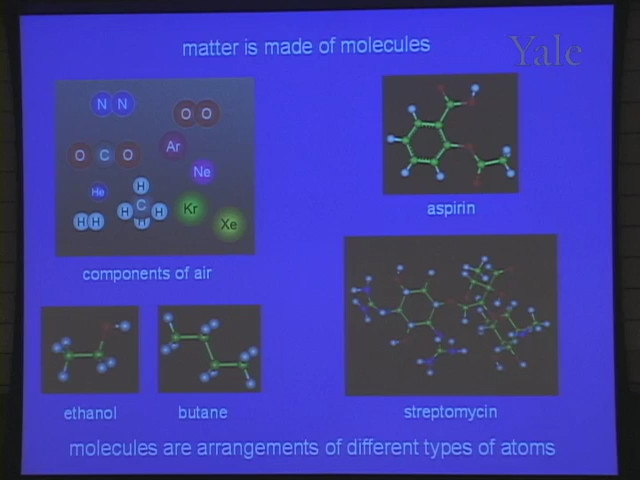 matter is made of molecules
Yale
N N
O O
O C O
Ar
Ne
He
H
H C H
H
H H
Kr
Xe
components of air
aspirin
ethanol
butane
streptomycin
molecules are arrangements of different types of atoms